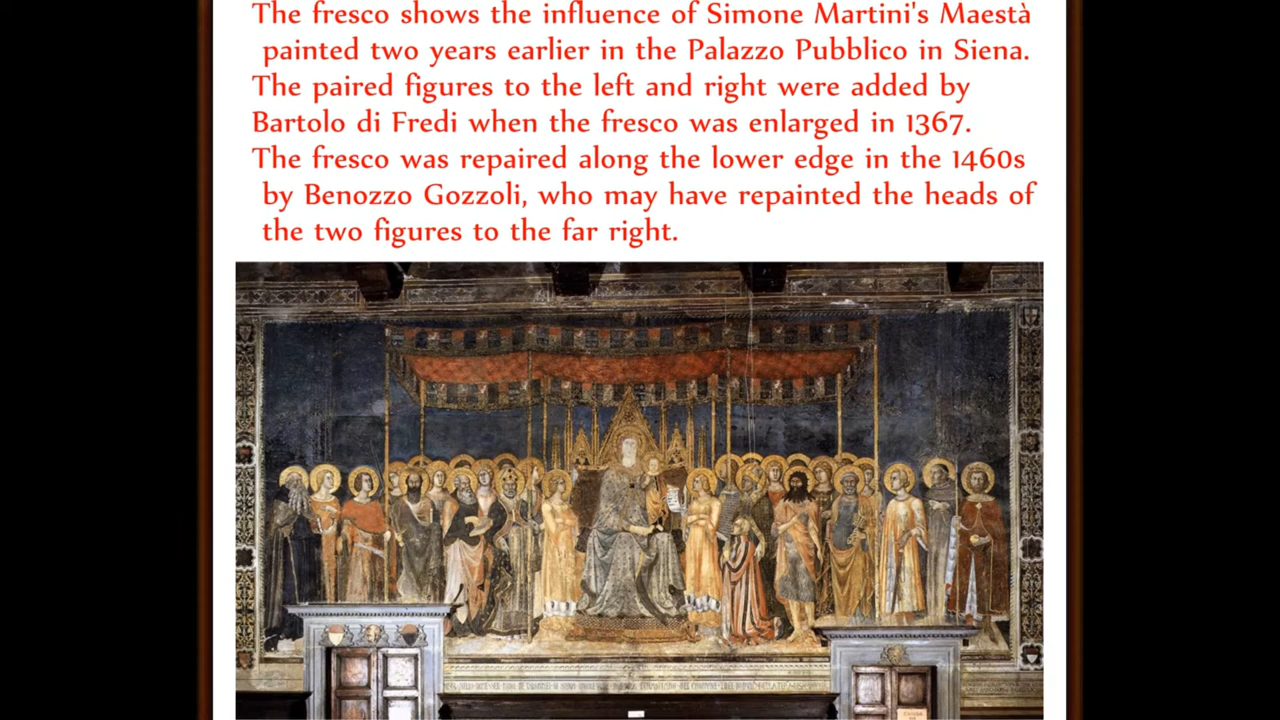 The fresco shows the influence of Simone Martini's Maestà
painted two years earlier in the Palazzo Pubblico in Siena.
The paired figures to the left and right were added by
Bartolo di Fredi when the fresco was enlarged in 1367.
The fresco was repaired along the lower edge in the 1460s
by Benozzo Gozzoli, who may have repainted the heads of
the two figures to the far right.